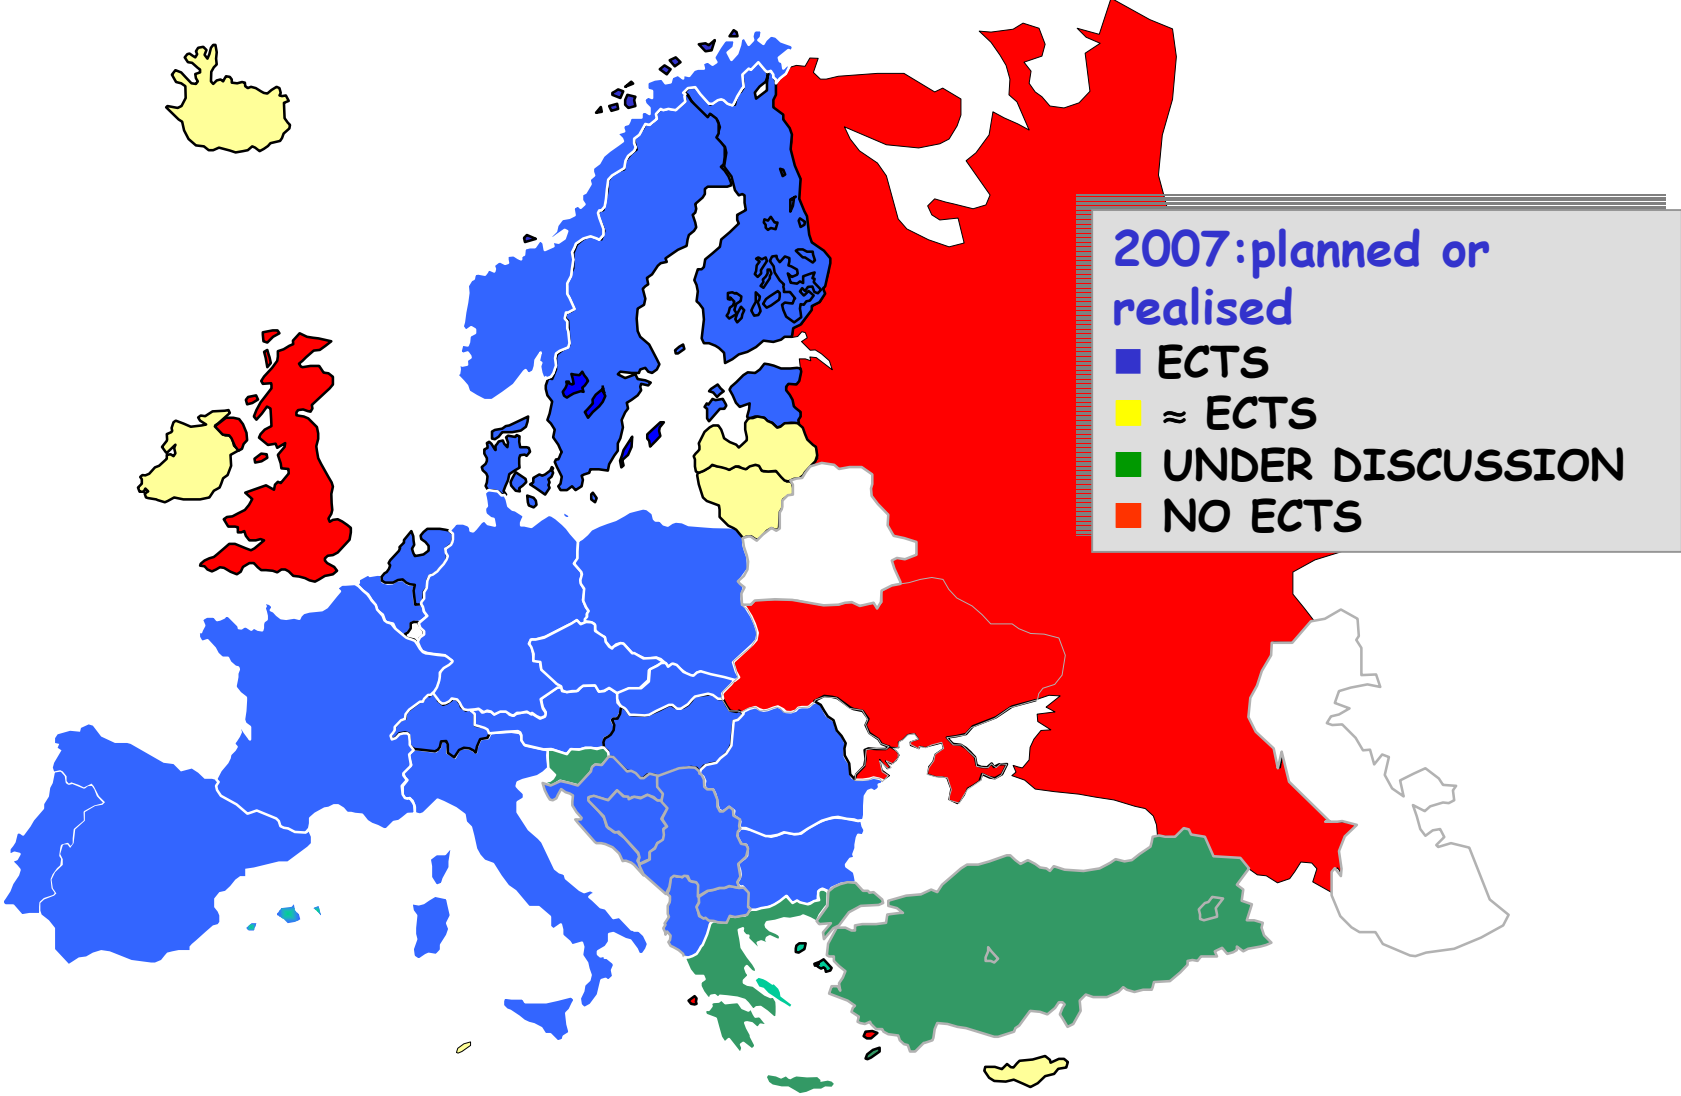 2007:planned or
realised
ECTS
≈ ECTS
UNDER DISCUSSION
NO ECTS